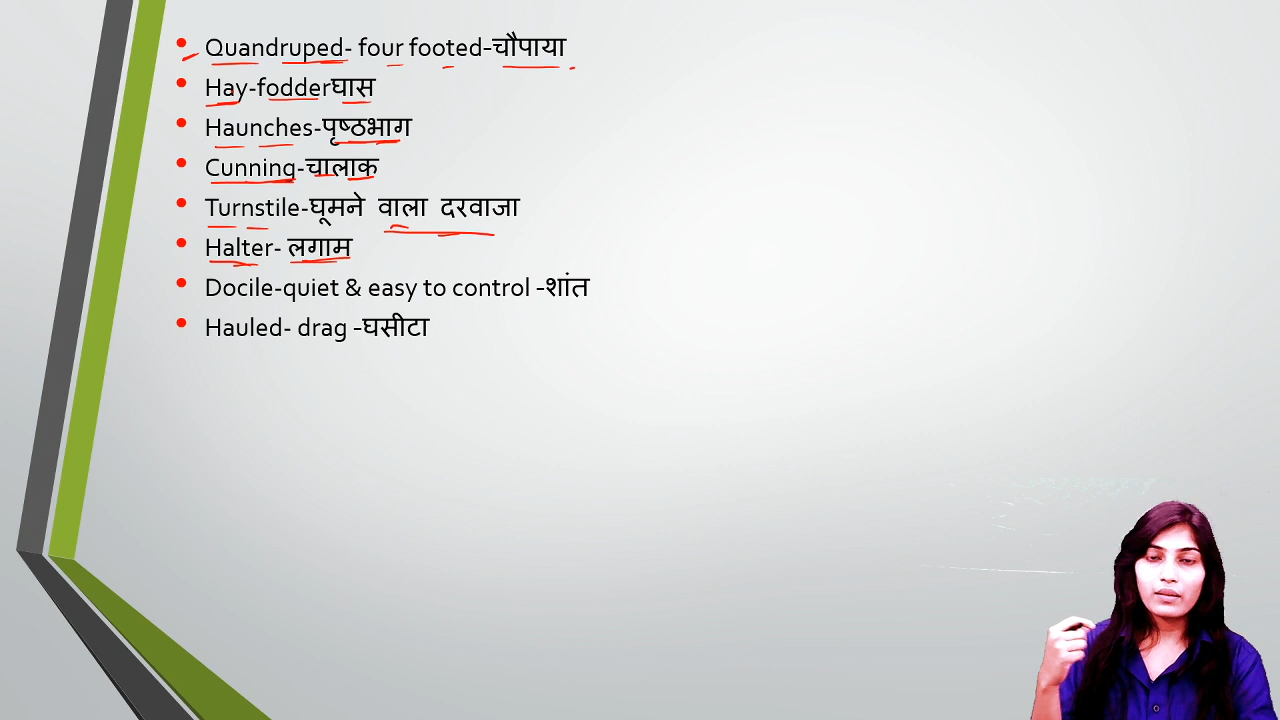 Quandruped- four footed-चौपाया
Hay-fodderघास
Haunches-पृष्ठभाग
Cunning-चालाक
Turnstile-घूमने वाला दरवाजा
Halter- लगाम
Docile-quiet & easy to control -शांत
Hauled- drag -घसीटा